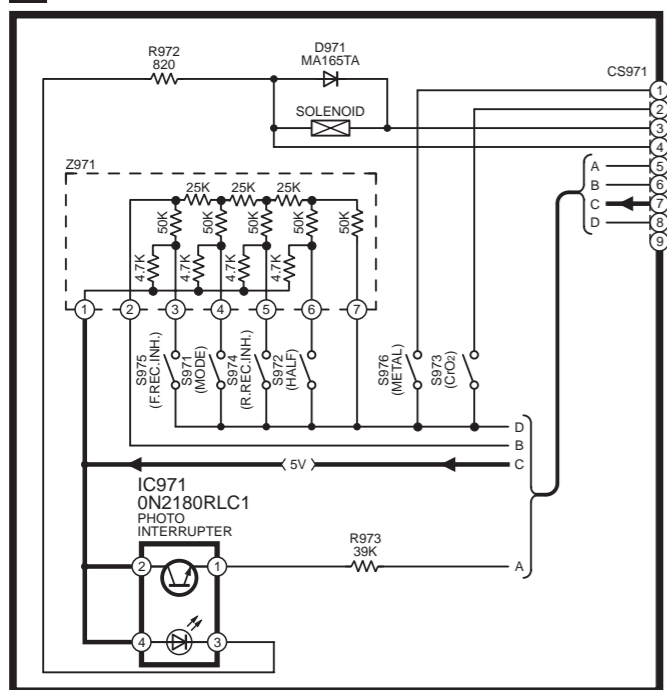 R972
820
D971
MA165TA
CS971
SOLENOID
1
2
3
4
5
6
7
8
9
A
B
C
D
Z971
25K 25K 25K
50K 50K 50K 50K 50K
4.7K 4.7K 4.7K 4.7K
1 2 3 4 5 6 7
S975
(F.REC.INH.)
S971
(MODE)
S974
(R.REC.INH.)
S972
(HALF)
S976
(METAL)
S973
(CrO2)
D
B
C
5V
IC971
0N2180RLC1
PHOTO
INTERRUPTER
R973
39K
2 1
A
4 3